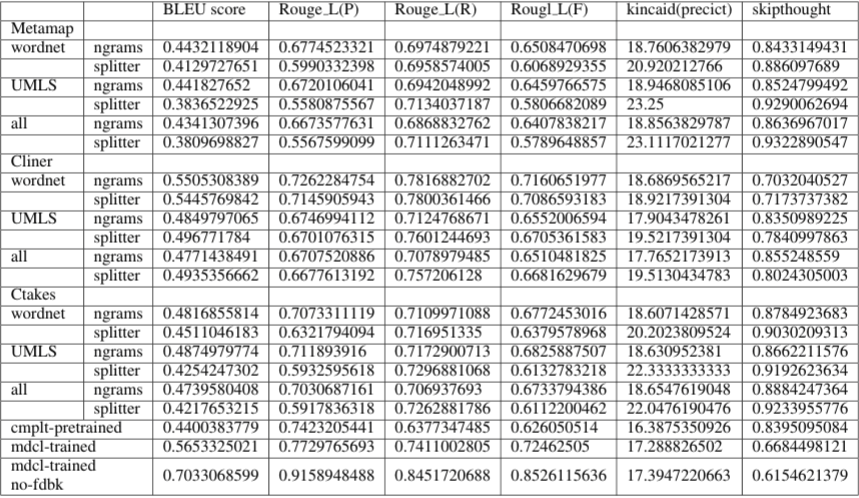 BLEU score Rouge_L(P) Rouge_L(R) Rougl_L(F) kincaid(precict) skipthought
Metamap
wordnet ngrams 0.4432118904 0.6774523321 0.6974879221 0.6508470698 18.7606382979 0.8433149431
splitter 0.4129727651 0.5990332398 0.6958574005 0.6068929355 20.920212766 0.886097689
UMLS ngrams 0.441827652 0.6720106041 0.6942048992 0.6459766575 18.9468085106 0.8524799492
splitter 0.3836522925 0.5580875567 0.7134037187 0.5806682089 23.25 0.9290062694
all ngrams 0.4341307396 0.6673577631 0.6868832762 0.6407838217 18.8563829787 0.8636967017
splitter 0.3809698827 0.5567599099 0.7111263471 0.5789648857 23.1117021277 0.9322890547
Cliner
wordnet ngrams 0.5505308389 0.7262284754 0.7816882702 0.7160651977 18.6869565217 0.7032040527
splitter 0.5445769842 0.7145905943 0.7800361466 0.7086593183 18.9217391304 0.7173737382
UMLS ngrams 0.4849797065 0.6746994112 0.7124768671 0.6552006594 17.9043478261 0.8350989225
splitter 0.496771784 0.6701076315 0.7601244693 0.6705361583 19.5217391304 0.7840997863
all ngrams 0.4771438491 0.6707520886 0.7078979485 0.6510481825 17.7652173913 0.855248559
splitter 0.4935356662 0.6677613192 0.757206128 0.6681629679 19.5130434783 0.8024305003
Ctakes
wordnet ngrams 0.4816855814 0.7073311119 0.7109971088 0.6772453016 18.6071428571 0.8784923683
splitter 0.4511046183 0.6321794094 0.716951335 0.6379578968 20.2023809524 0.9030209313
UMLS ngrams 0.4874979774 0.711893916 0.7172900713 0.6825887507 18.630952381 0.8662211576
splitter 0.4254247302 0.5932595618 0.7296881068 0.6132783218 22.3333333333 0.9192623634
all ngrams 0.4739580408 0.7030687161 0.706937693 0.6733794386 18.6547619048 0.8884247364
splitter 0.4217653215 0.5917836318 0.7262881786 0.6112200462 22.0476190476 0.9233955776
cmplt-pretrained 0.4400383779 0.7423205441 0.6377347485 0.626050514 16.3875350926 0.8395095084
mdcl-trained 0.5653325021 0.7729765693 0.7411002805 0.72462505 17.288826502 0.6684498121
mdcl-trained
no-fdbk 0.7033068599 0.9158948488 0.8451720688 0.8526115636 17.3947220663 0.6154621379